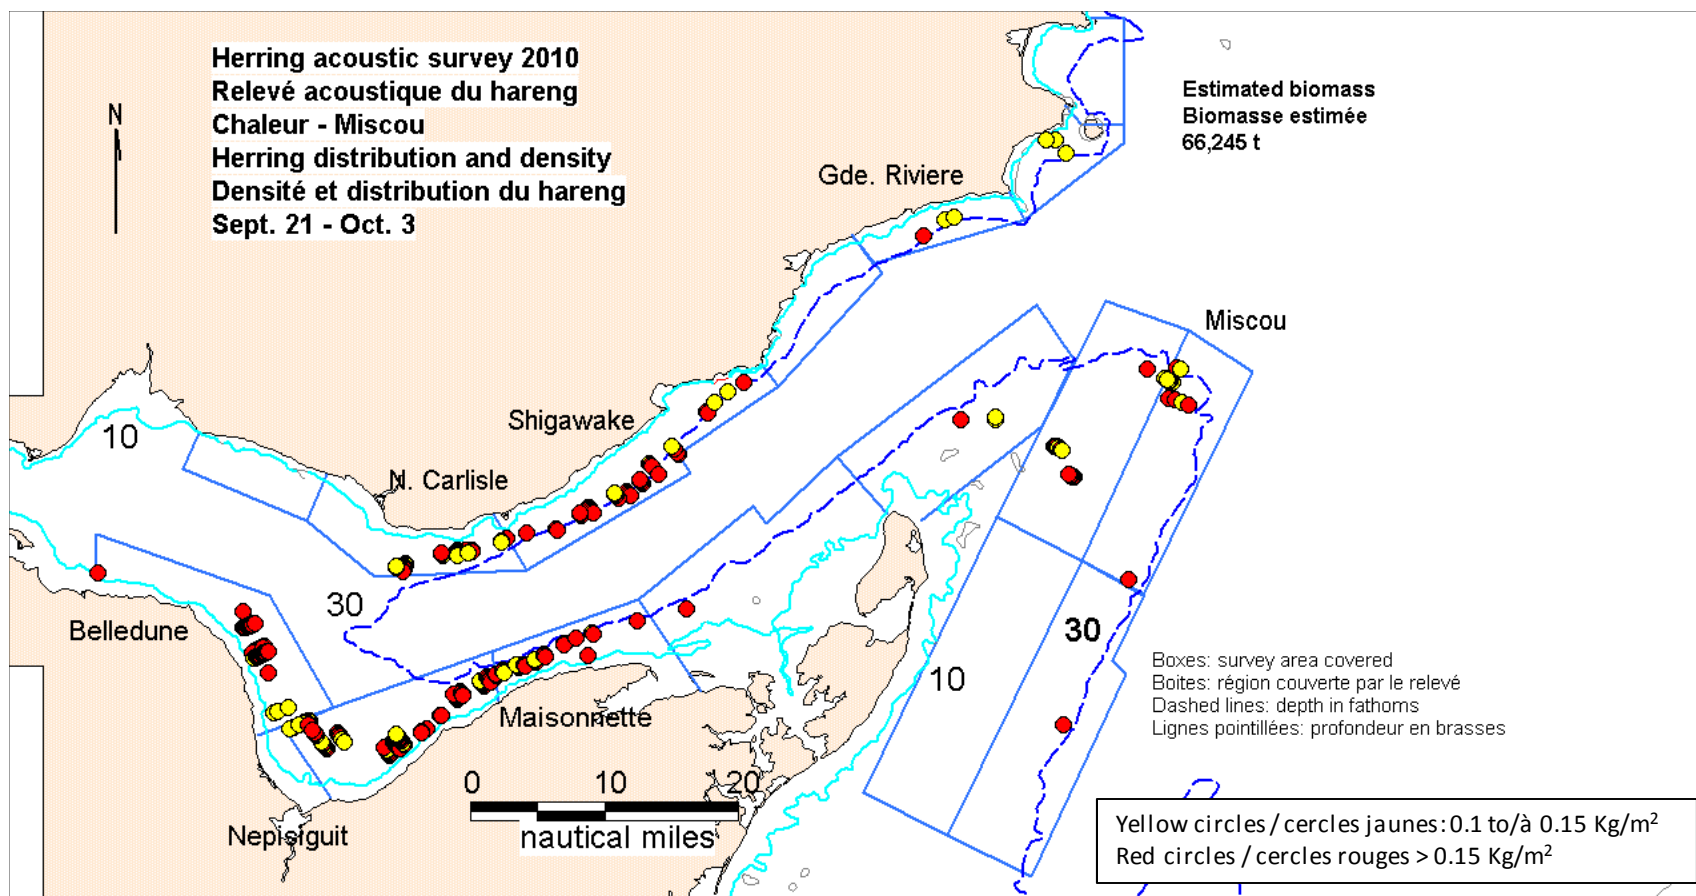 Herring acoustic survey 2010
Relevé acoustique du hareng
Chaleur - Miscou
Herring distribution and density
Densité et distribution du hareng
Sept. 21 - Oct. 3
N
Estimated biomass
Biomasse estimée
66,245 t
Gde. Riviere
Miscou
Shigawake
10
N. Carlisle
30
Belledune
30
10
Maisonnette
Boxes: survey area covered
Boites: région couverte par le relevé
Dashed lines: depth in fathoms
Lignes pointillées: profondeur en brasses
0 10 20
nautical miles
Nepisiguit
Yellow circles / cercles jaunes: 0.1 to/à 0.15 Kg/m²
Red circles / cercles rouges > 0.15 Kg/m²